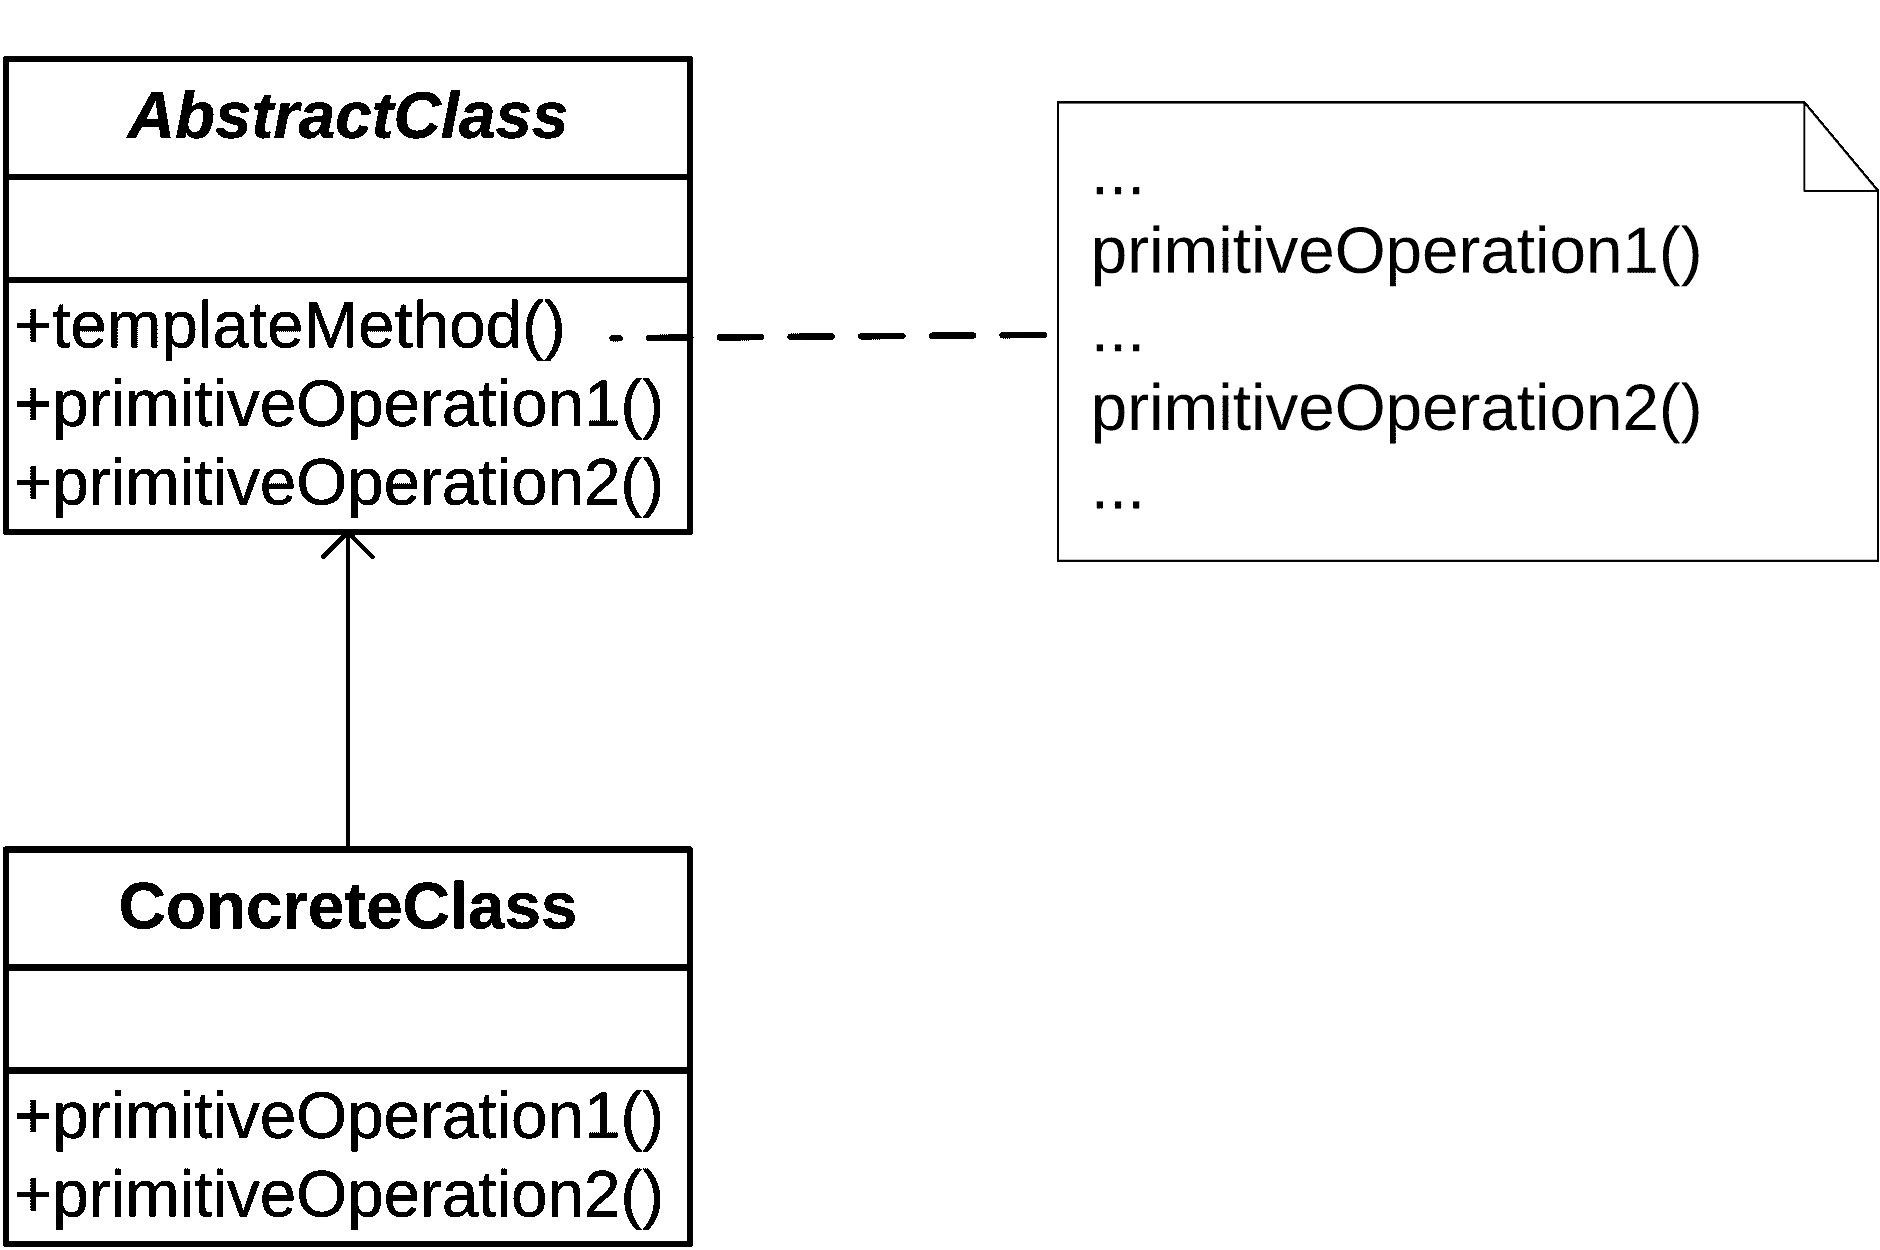 AbstractClass
+templateMethod()
+primitiveOperation1()
+primitiveOperation2()
...
primitiveOperation1()
...
primitiveOperation2()
...
ConcreteClass
+primitiveOperation1()
+primitiveOperation2()